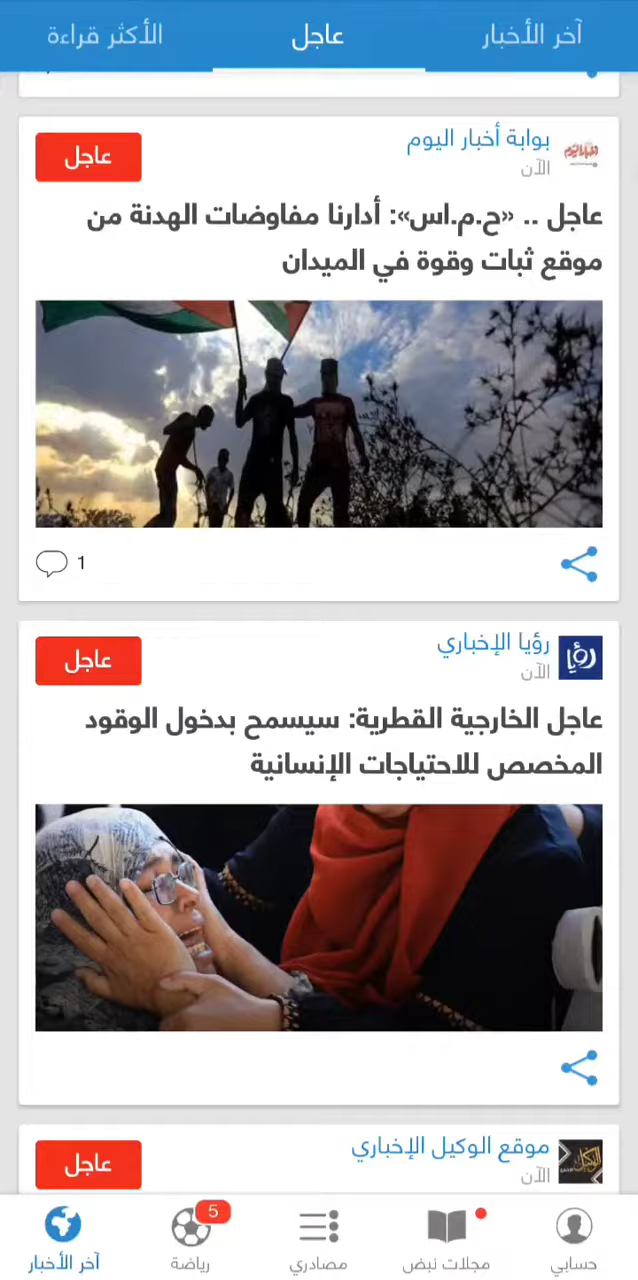 آخر الأخبار
عاجل
الأكثر قراءة
بوابة أخبار اليوم
الآن
عاجل
عاجل .. «ح.م.اس»: أدارنا مفاوضات الهدنة من
موقع ثبات وقوة في الميدان
1
رؤيا الإخباري
رؤيا
الآن
عاجل
عاجل الخارجية القطرية: سيسمح بدخول الوقود
المخصص للاحتياجات الإنسانية
موقع الوكيل الإخباري
الوكيل
الآن
عاجل
5
حسابي
مجلات نبض
مصادري
رياضة
آخر الأخبار